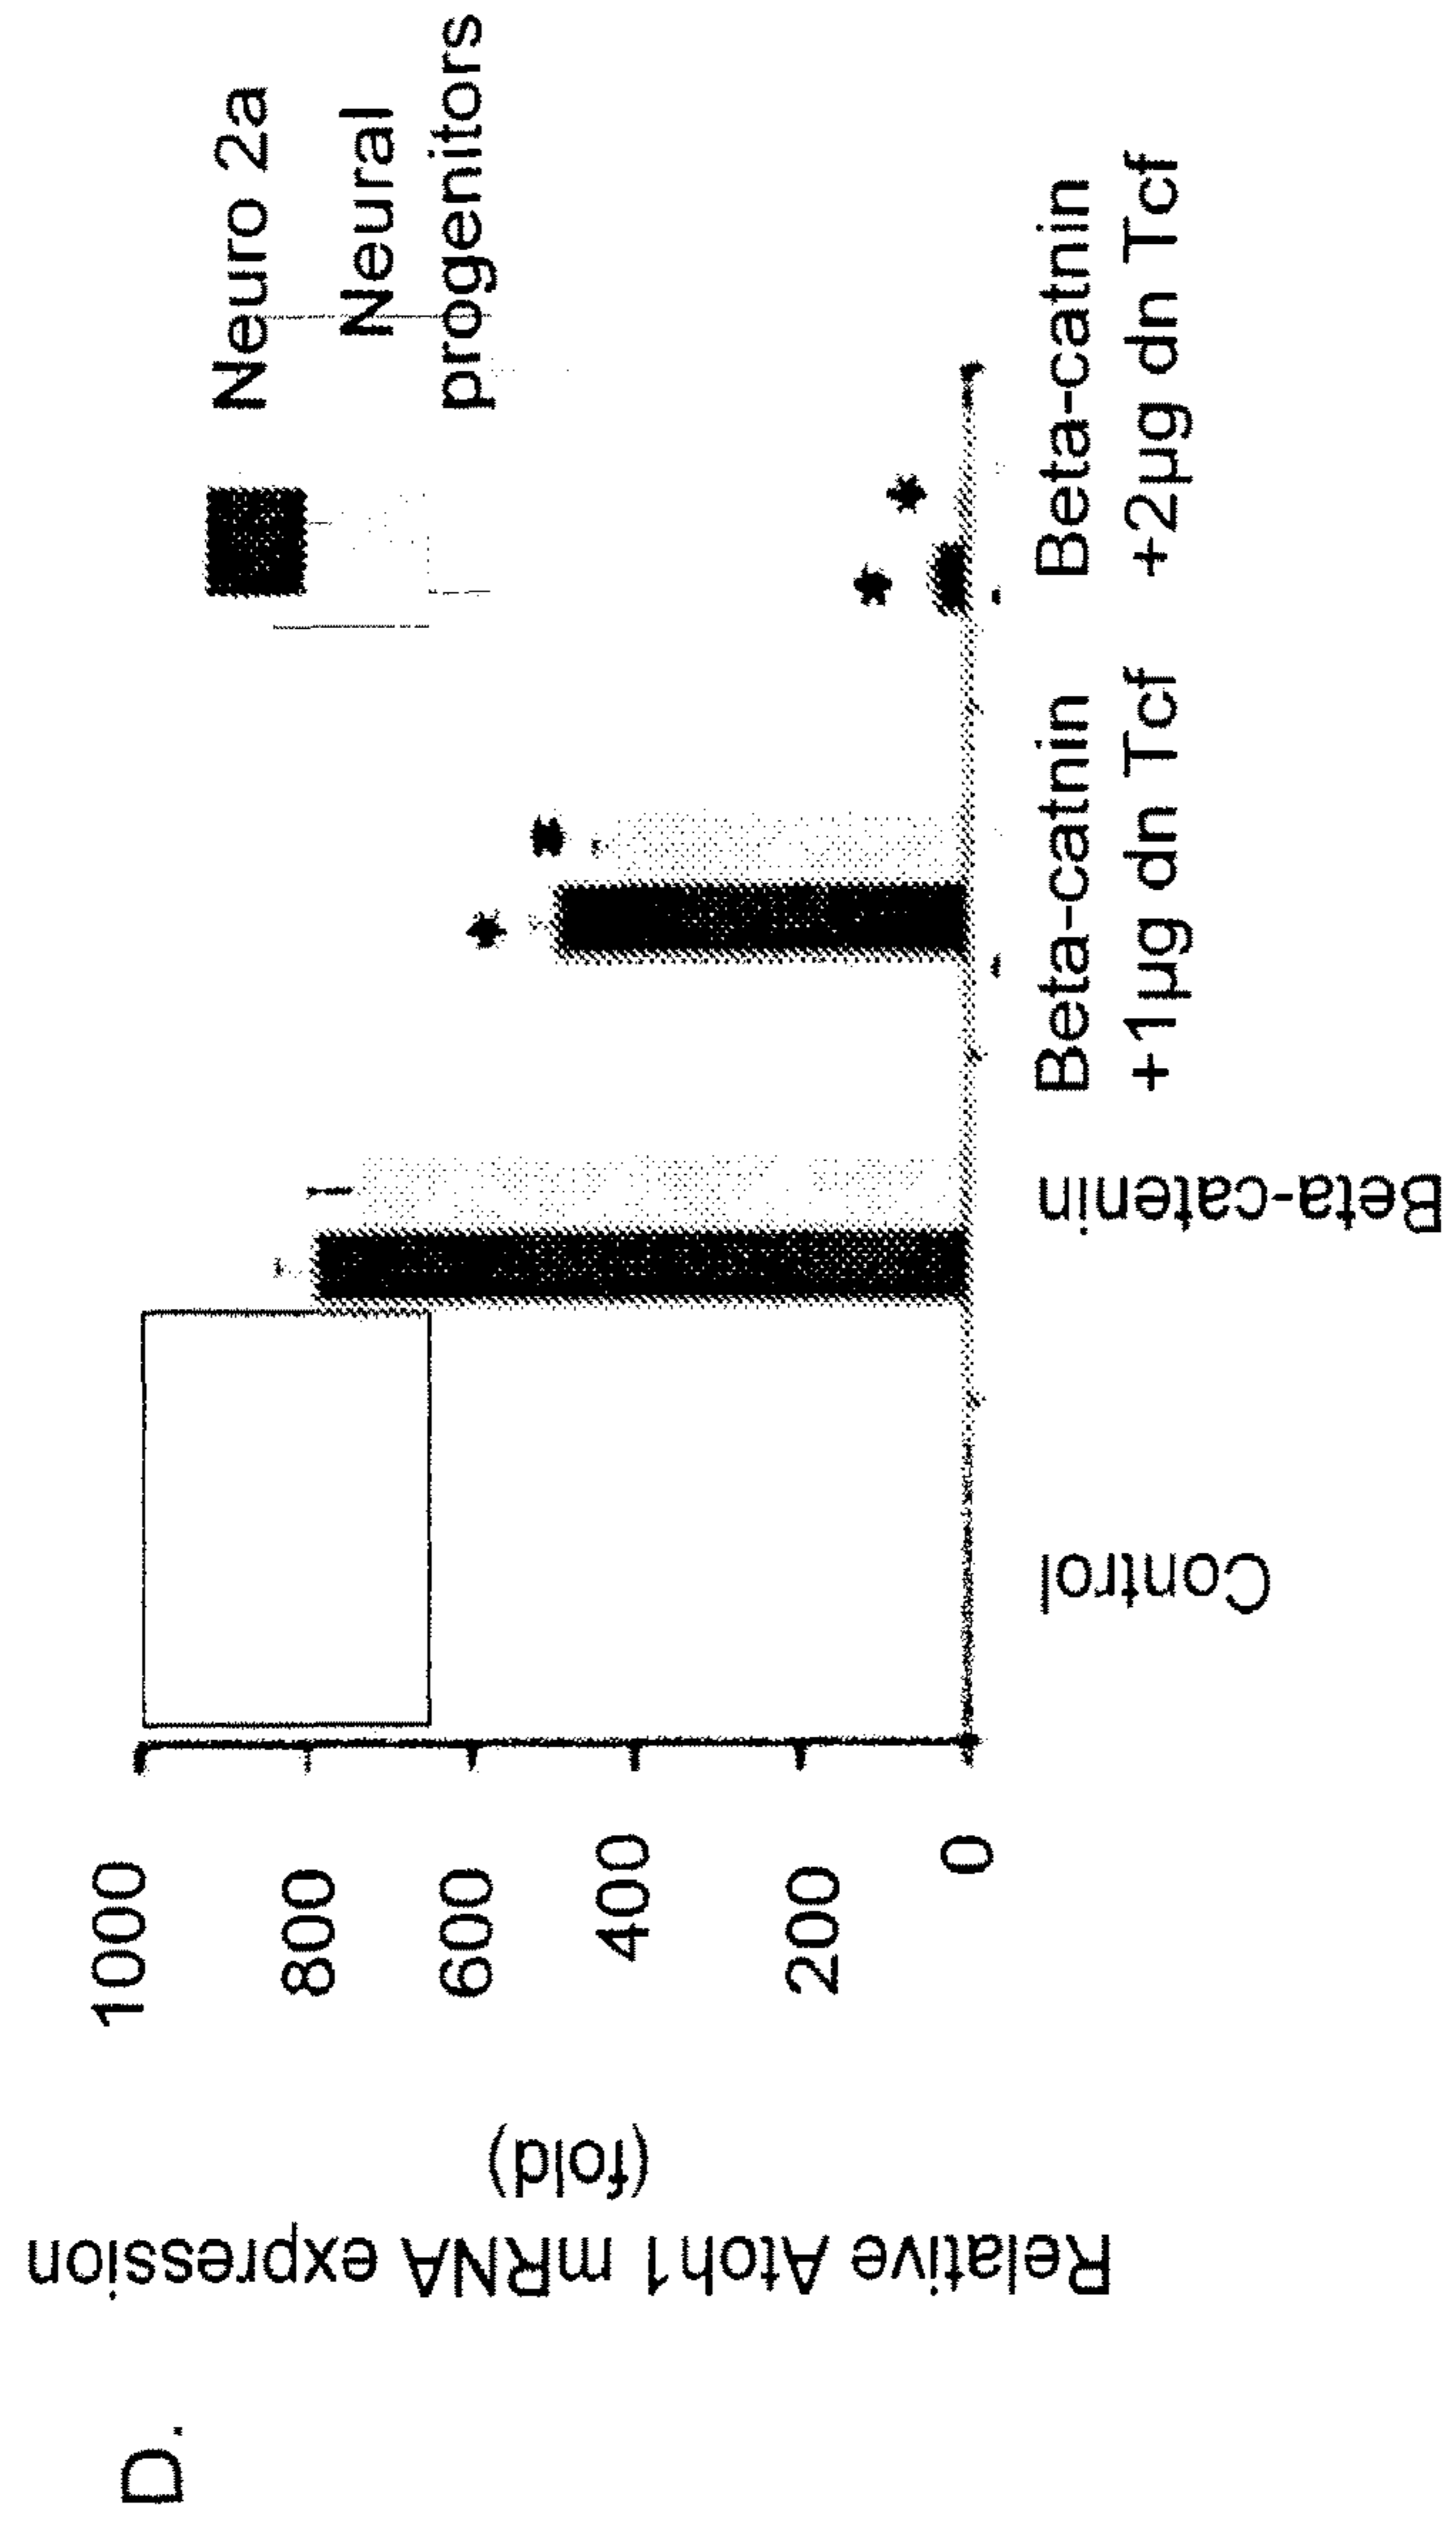 D.
Relative Atoh1 mRNA expression
(fold)
1000
800
600
400
200
0
Neuro 2a
Neural
progenitors
*
*
*
*
Control
Beta-catenin
Beta-catnin
+1µg dn Tcf
Beta-catnin
+2µg dn Tcf